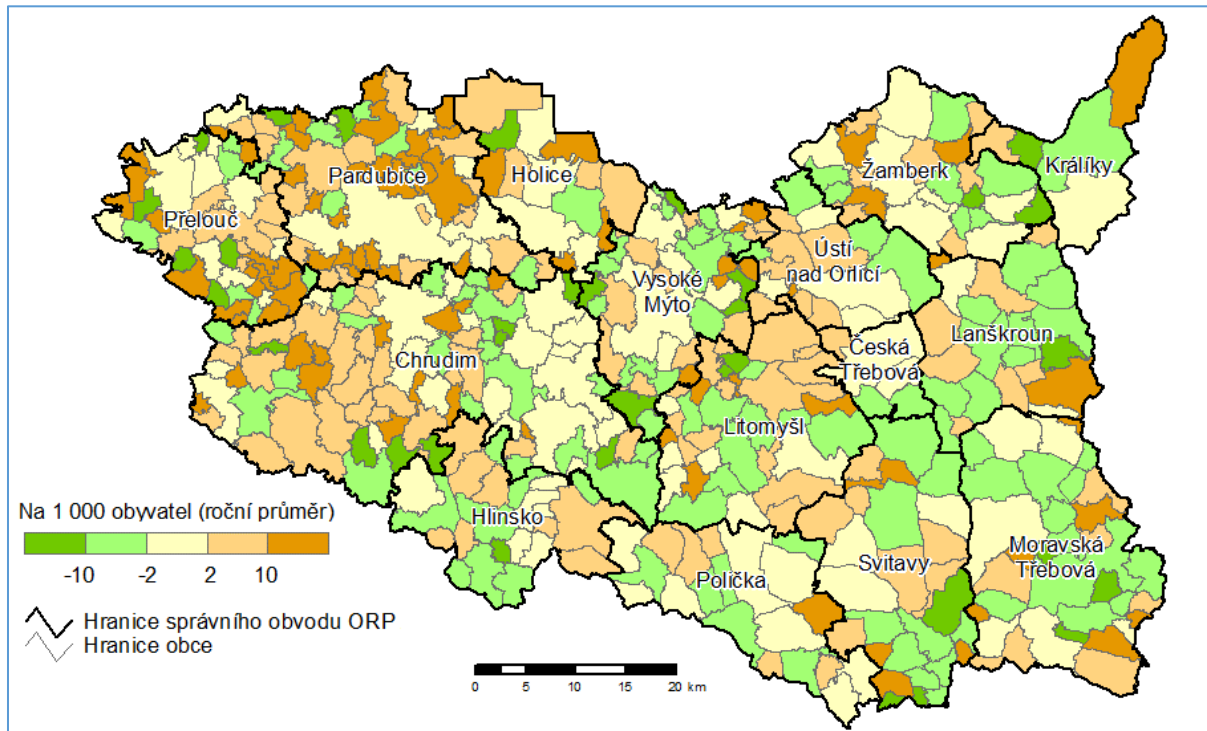 Pardubice
Holice
Žamberk
Králíky
Přelouč
Ústí
nad Orlicí
Vysoké
Mýto
Lanškroun
Chrudim
Česká
Třebová
Litomyšl
Na 1 000 obyvatel (roční průměr)
-10 -2 2 10
Hlinsko
Moravská
Třebová
Svitavy
Polička
Hranice správního obvodu ORP
Hranice obce
0 5 10 15 20 km